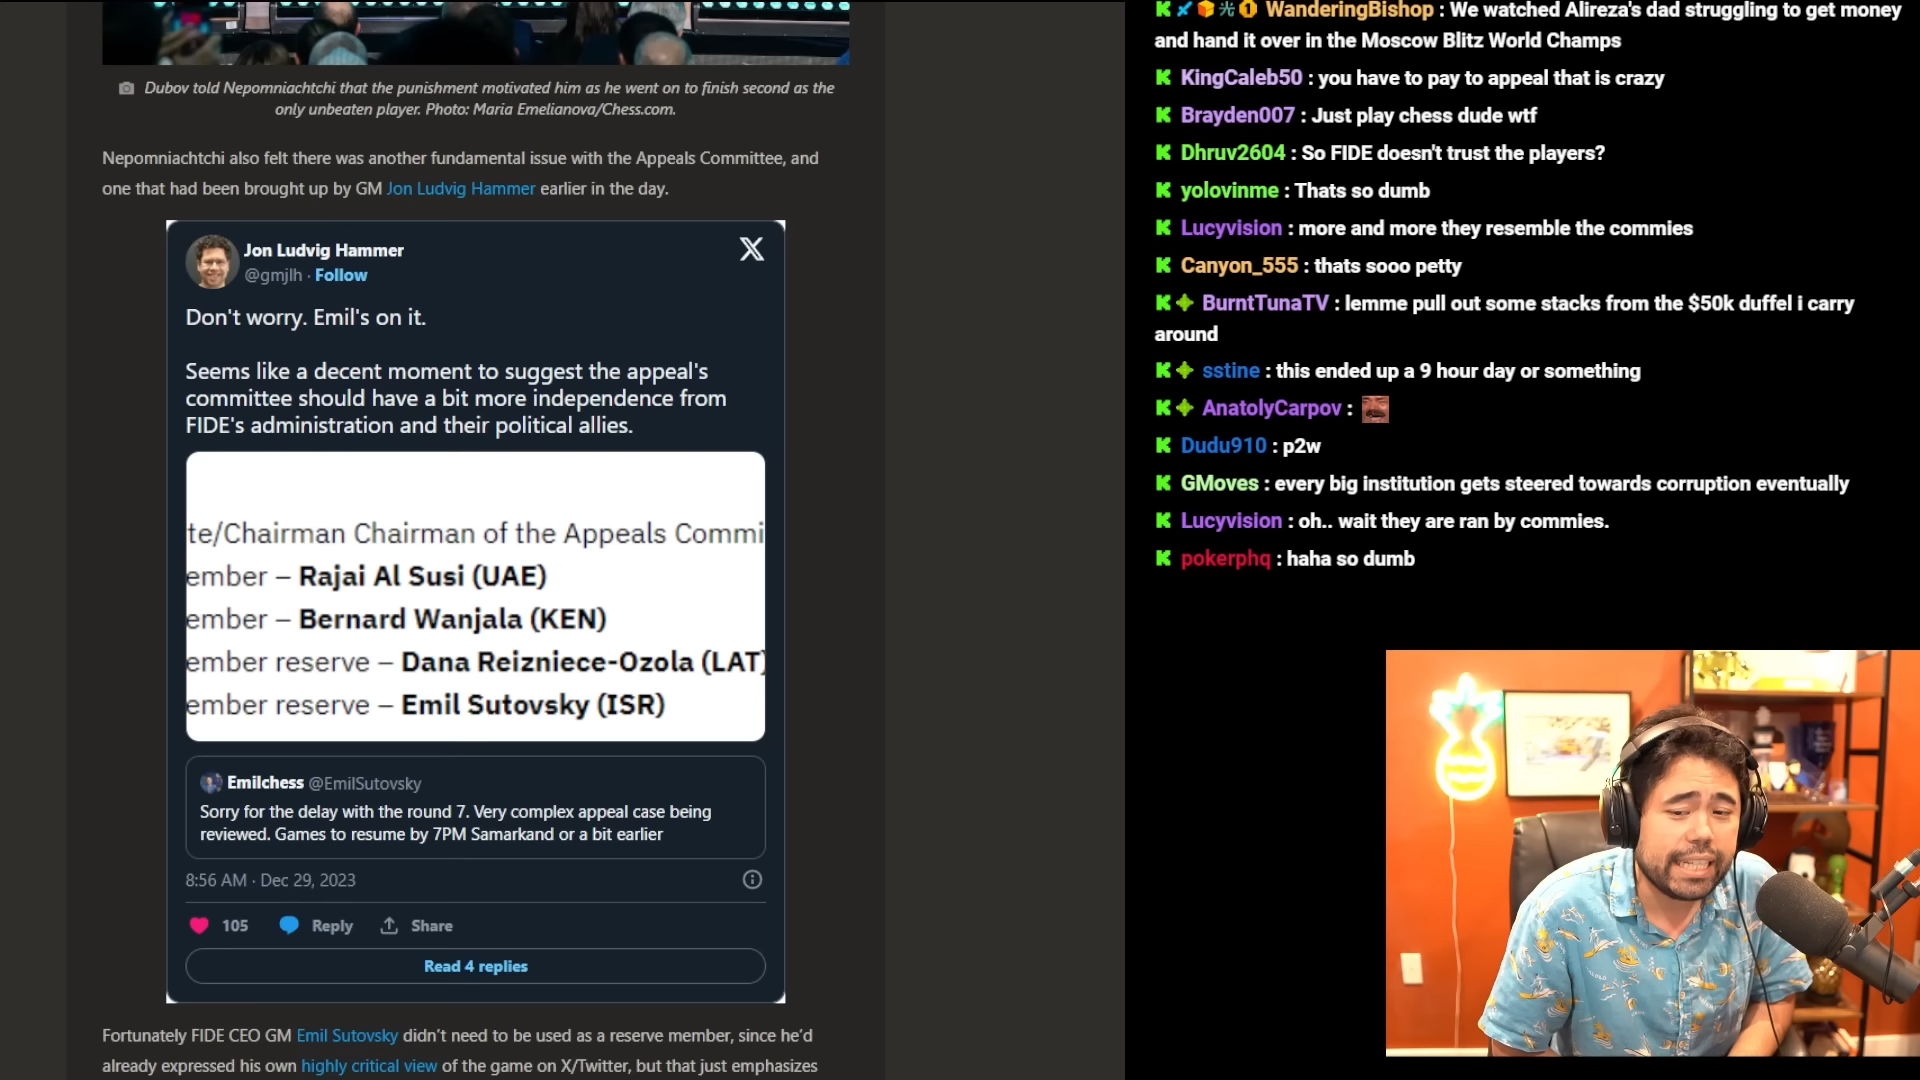 Dubov told Nepomniachtchi that the punishment motivated him as he went on to finish second as the
only unbeaten player. Photo: Maria Emelianova/Chess.com.
Nepomniachtchi also felt there was another fundamental issue with the Appeals Committee, and
one that had been brought up by GM Jon Ludvig Hammer earlier in the day.
Jon Ludvig Hammer
@gmjlh · Follow
Don't worry. Emil's on it.
Seems like a decent moment to suggest the appeal's
committee should have a bit more independence from
FIDE's administration and their political allies.
te/Chairman Chairman of the Appeals Commi
ember – Rajai Al Susi (UAE)
ember – Bernard Wanjala (KEN)
ember reserve – Dana Reizniece-Ozola (LAT)
ember reserve – Emil Sutovsky (ISR)
Emilchess @EmilSutovsky
Sorry for the delay with the round 7. Very complex appeal case being
reviewed. Games to resume by 7PM Samarkand or a bit earlier
8:56 AM · Dec 29, 2023
105 Reply Share
Read 4 replies
Fortunately FIDE CEO GM Emil Sutovsky didn't need to be used as a reserve member, since he'd
already expressed his own highly critical view of the game on X/Twitter, but that just emphasizes
WanderingBishop : We watched Alireza's dad struggling to get money
and hand it over in the Moscow Blitz World Champs
KingCaleb50 : you have to pay to appeal that is crazy
Brayden007 : Just play chess dude wtf
Dhruv2604 : So FIDE doesn't trust the players?
yolovinme : Thats so dumb
Lucyvision : more and more they resemble the commies
Canyon_555 : thats sooo petty
BurntTunaTV : lemme pull out some stacks from the $50k duffel i carry
around
sstine : this ended up a 9 hour day or something
AnatolyCarpov :
Dudu910 : p2w
GMoves : every big institution gets steered towards corruption eventually
Lucyvision : oh.. wait they are ran by commies.
pokerphq : haha so dumb